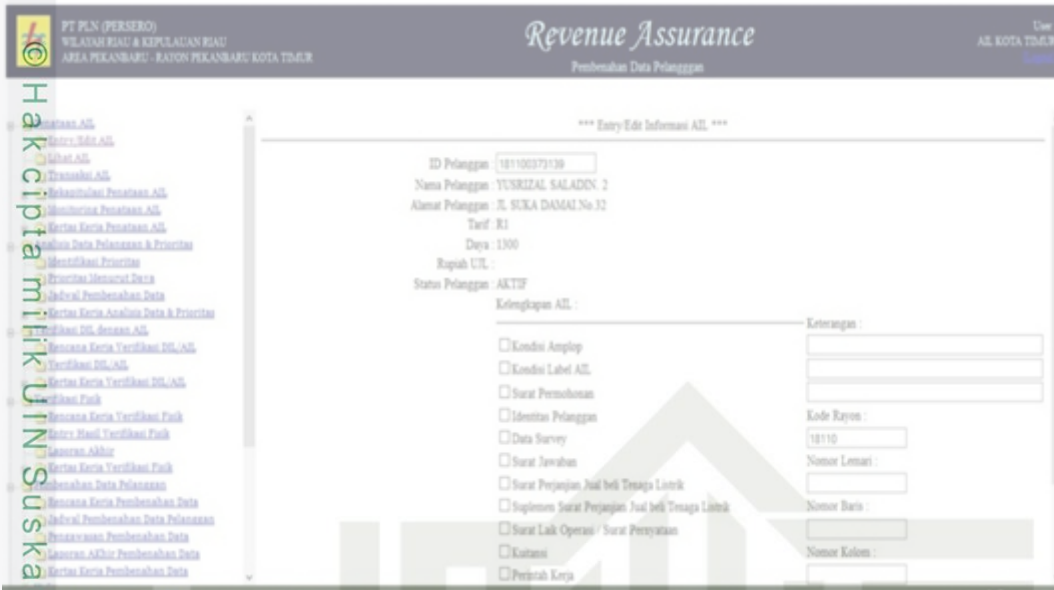 PT PLN (PERSERO)
WILAYAH RIAU & KEPULAUAN RIAU
AREA PEKANBARU - RAYON PEKANBARU KOTA TIMUR
Revenue Assurance
Pembenahan Data Pelangggan
User
AIL KOTA TIMUR
© Hak cipta milik UIN Suska
Penataan AIL
Entry/Edit AIL
Lihat AIL
Transaksi AIL
Rekapitulasi Penataan AIL
Monitoring Penataan AIL
Kertas Kerja Penataan AIL
Analisis Data Pelanggan & Prioritas
Identifikasi Prioritas
Prioritas Menurut Daya
Jadwal Pembenahan Data
Kertas Kerja Analisis Data & Prioritas
Verifikasi DIL dengan AIL
Rencana Kerja Verifikasi DIL/AIL
Verifikasi DIL/AIL
Kertas Kerja Verifikasi DIL/AIL
Verifikasi Fisik
Rencana Kerja Verifikasi Fisik
Entry Hasil Verifikasi Fisik
Laporan Akhir
Kertas Kerja Verifikasi Fisik
Pembenahan Data Pelanggan
Rencana Kerja Pembenahan Data
Jadwal Pembenahan Data Pelanggan
Pengawasan Pembenahan Data
Laporan AKhir Pembenahan Data
Kertas Kerja Pembenahan Data
*** Entry/Edit Informasi AIL ***
ID Pelanggan : 181100373139
Nama Pelanggan : YUSRIZAL SALADIN. 2
Alamat Pelanggan : JL SUKA DAMAI.No.32
Tarif : R1
Daya : 1300
Rupiah UJL :
Status Pelanggan : AKTIF
Kelengkapan AIL :
Kondisi Amplop
Kondisi Label AIL
Surat Permohonan
Identitas Pelanggan
Data Survey
Surat Jawaban
Surat Perjanjian Jual beli Tenaga Listrik
Suplemen Surat Perjanjian Jual beli Tenaga Listrik
Surat Laik Operasi / Surat Pernyataan
Kuitansi
Perintah Kerja
Keterangan :
Kode Rayon :
18110
Nomor Lemari :
Nomor Baris :
Nomor Kolom :